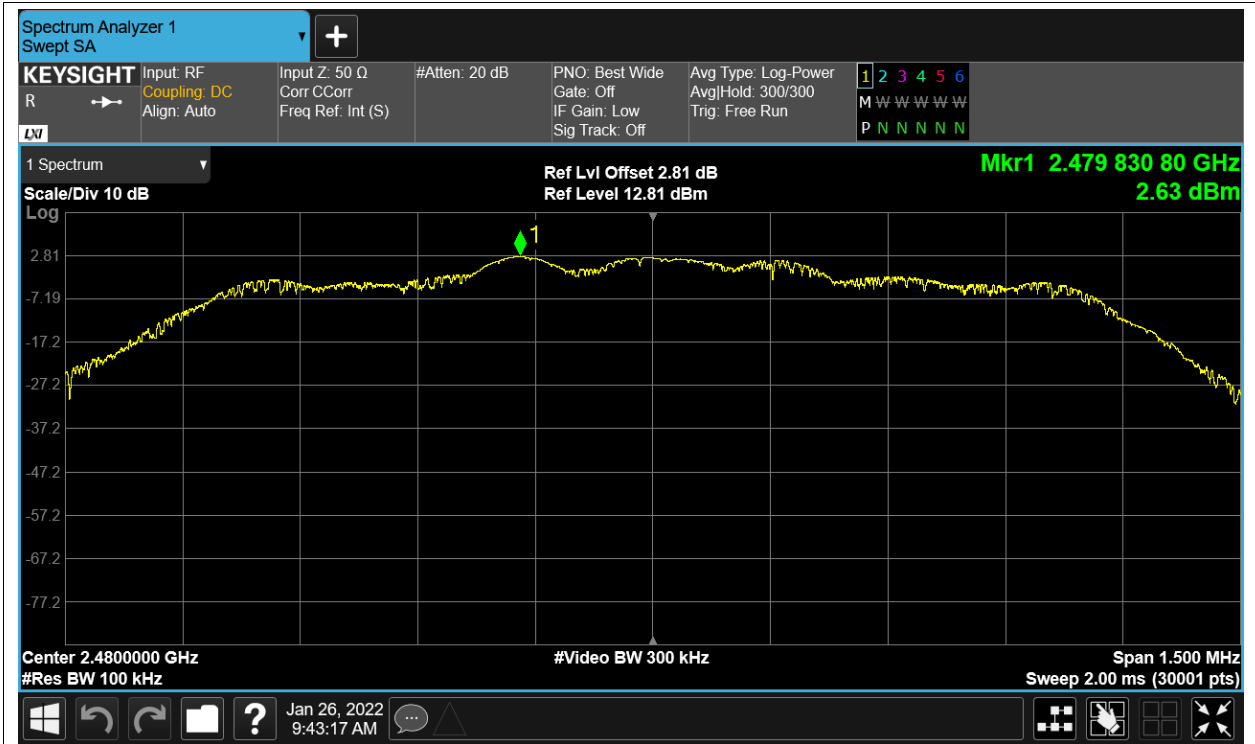 Spectrum Analyzer 1
Swept SA
KEYSIGHT
R
LXI
Input: RF
Coupling: DC
Align: Auto
Input Z: 50 Ω
Corr CCorr
Freq Ref: Int (S)
#Atten: 20 dB
PNO: Best Wide
Gate: Off
IF Gain: Low
Sig Track: Off
Avg Type: Log-Power
Avg|Hold: 300/300
Trig: Free Run
1 2 3 4 5 6
M W W W W W
P N N N N N
1 Spectrum
Scale/Div 10 dB
Log
Ref Lvl Offset 2.81 dB
Ref Level 12.81 dBm
Mkr1 2.479 830 80 GHz
2.63 dBm
1
2.81
-7.19
-17.2
-27.2
-37.2
-47.2
-57.2
-67.2
-77.2
Center 2.4800000 GHz
#Video BW 300 kHz
Span 1.500 MHz
#Res BW 100 kHz
Sweep 2.00 ms (30001 pts)
?
Jan 26, 2022
9:43:17 AM